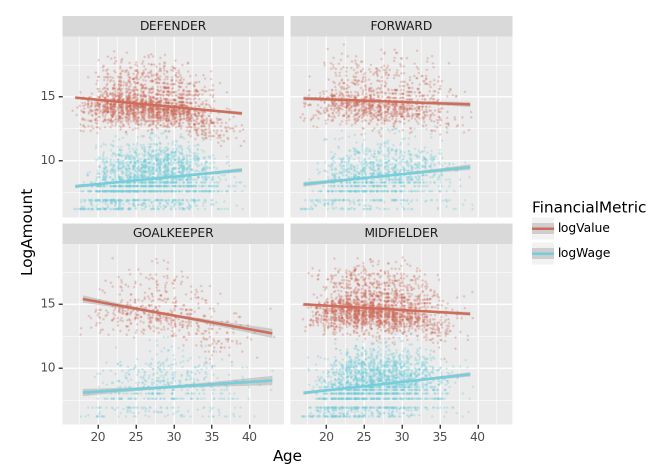 DEFENDER
FORWARD
15
10
GOALKEEPER
MIDFIELDER
15
10
20 25 30 35 40
20 25 30 35 40
Age
LogAmount
FinancialMetric
logValue
logWage